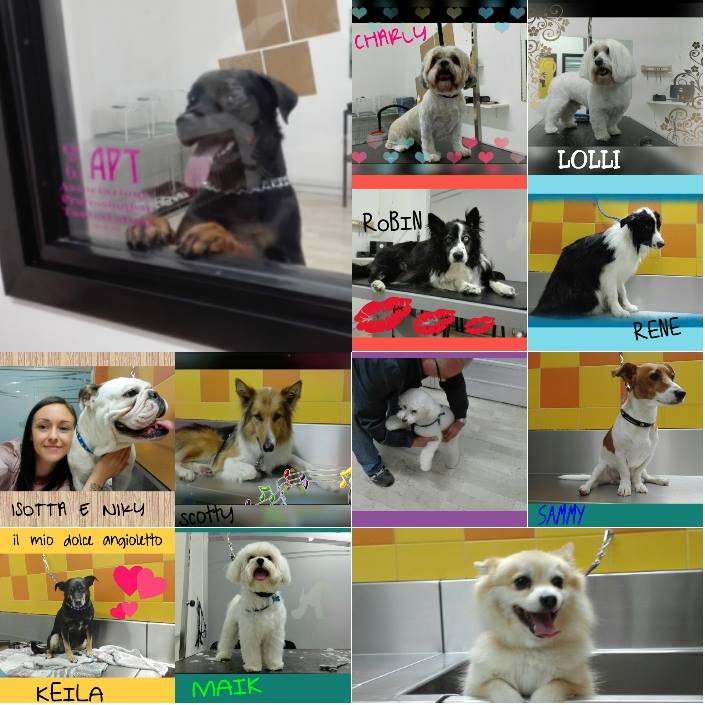 APT
CHARLY
LOLLI
ROBIN
RENE
ISOTTA E NIKY
scotty
SAMMY
il mio dolce angioletto
KEILA
MAIK